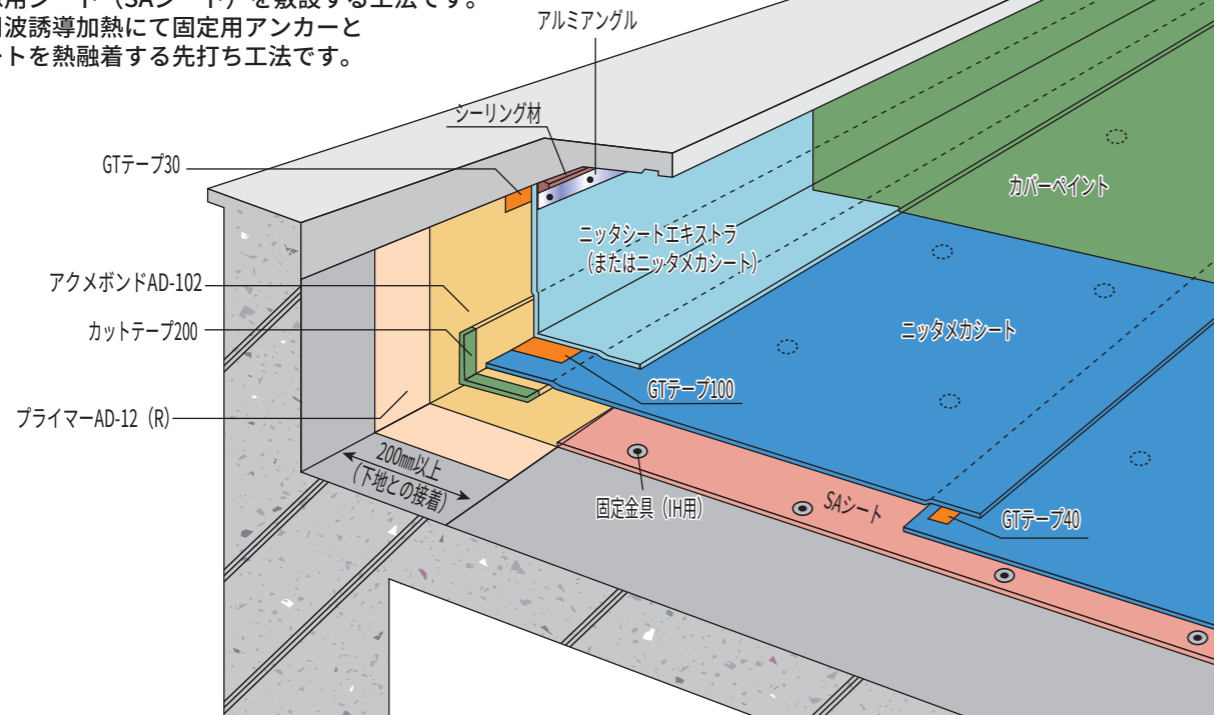 用シート（SAシート）を敷設する工法です。
周波誘導加熱にて固定用アンカーと
ートを熱融着する先打ち工法です。
アルミアングル
シーリング材
GTテープ30
カバーペイント
ニッタシートエキストラ
（またはニッタメカシート）
アクメボンドAD-102
カットテープ200
ニッタメカシート
GTテープ100
プライマーAD-12（R）
200㎜以上
（下地との接着）
固定金具（IH用）
SAシート
GTテープ40